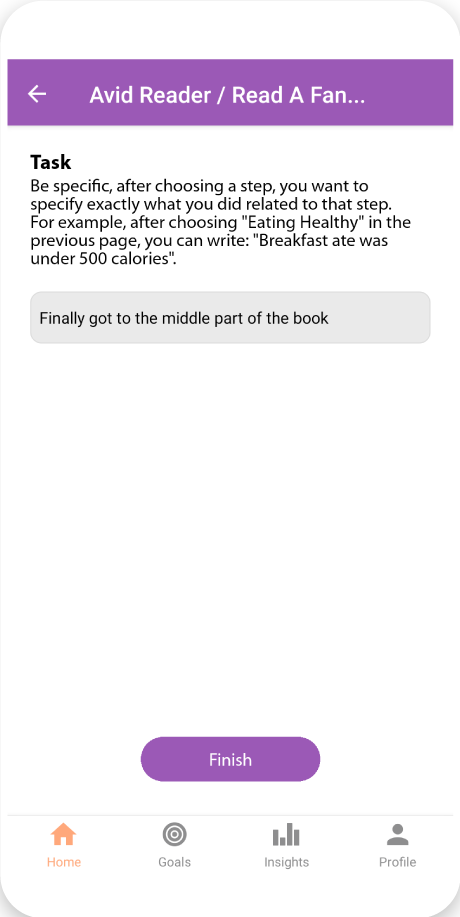 Avid Reader / Read A Fan...
Task
Be specific, after choosing a step, you want to
specify exactly what you did related to that step.
For example, after choosing "Eating Healthy" in the
previous page, you can write: "Breakfast ate was
under 500 calories".
Finally got to the middle part of the book
Finish
Home Goals Insights Profile